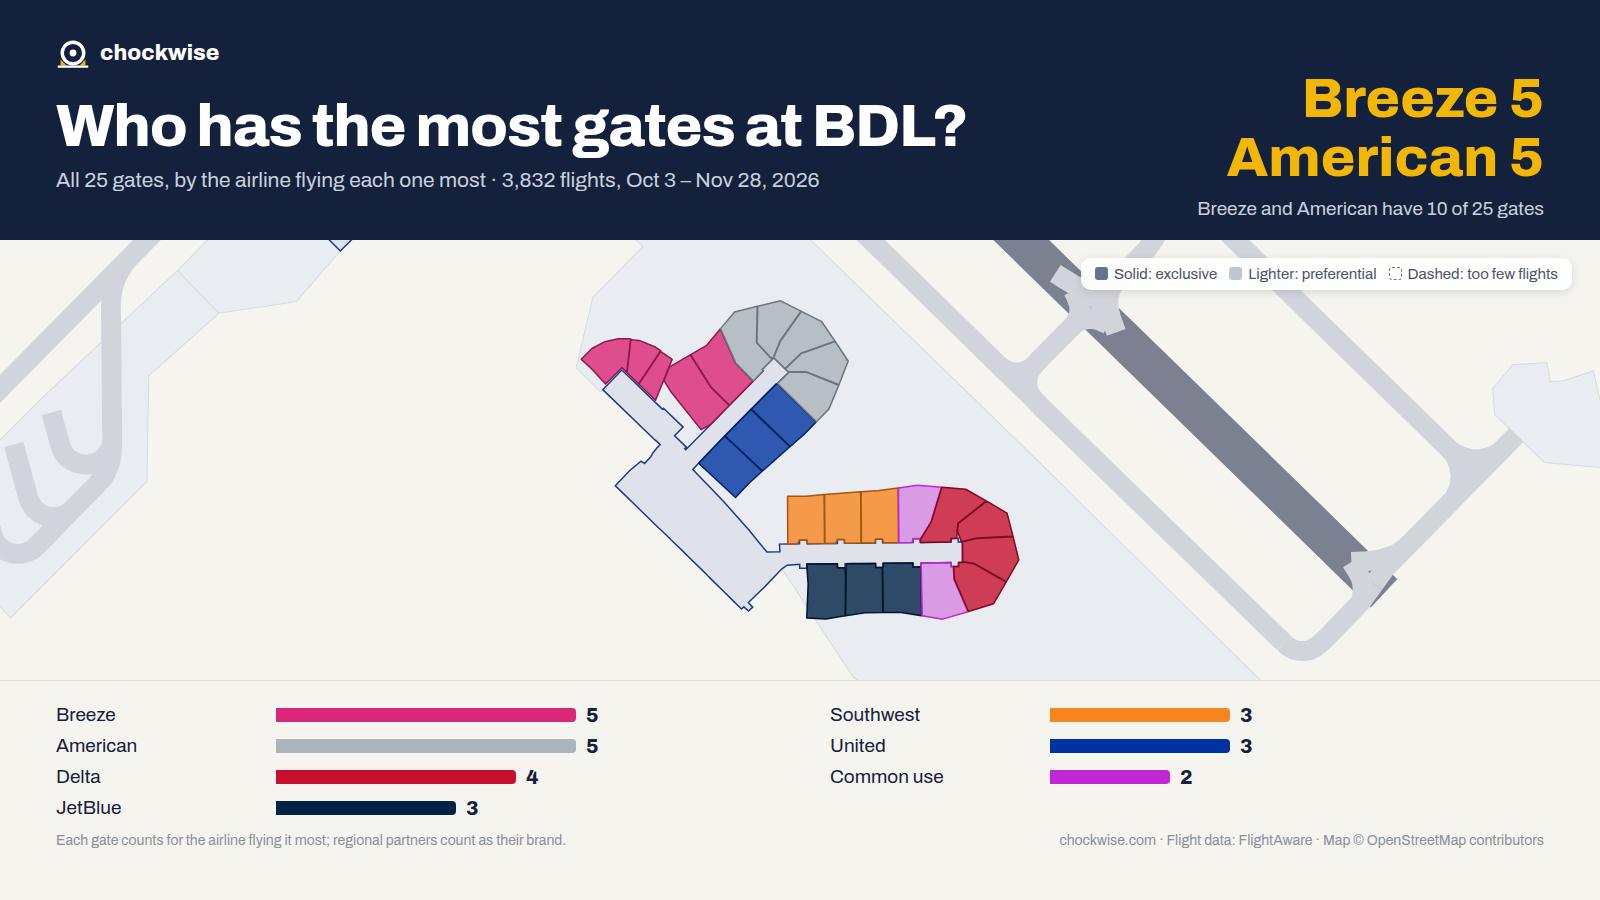 chockwise
Who has the most gates at BDL?
All 25 gates, by the airline flying each one most · 3,832 flights, Oct 3 – Nov 28, 2026
Breeze 5
American 5
Breeze and American have 10 of 25 gates
Solid: exclusive Lighter: preferential Dashed: too few flights
Breeze 5
American 5
Delta 4
JetBlue 3
Southwest 3
United 3
Common use 2
Each gate counts for the airline flying it most; regional partners count as their brand.
chockwise.com · Flight data: FlightAware · Map © OpenStreetMap contributors